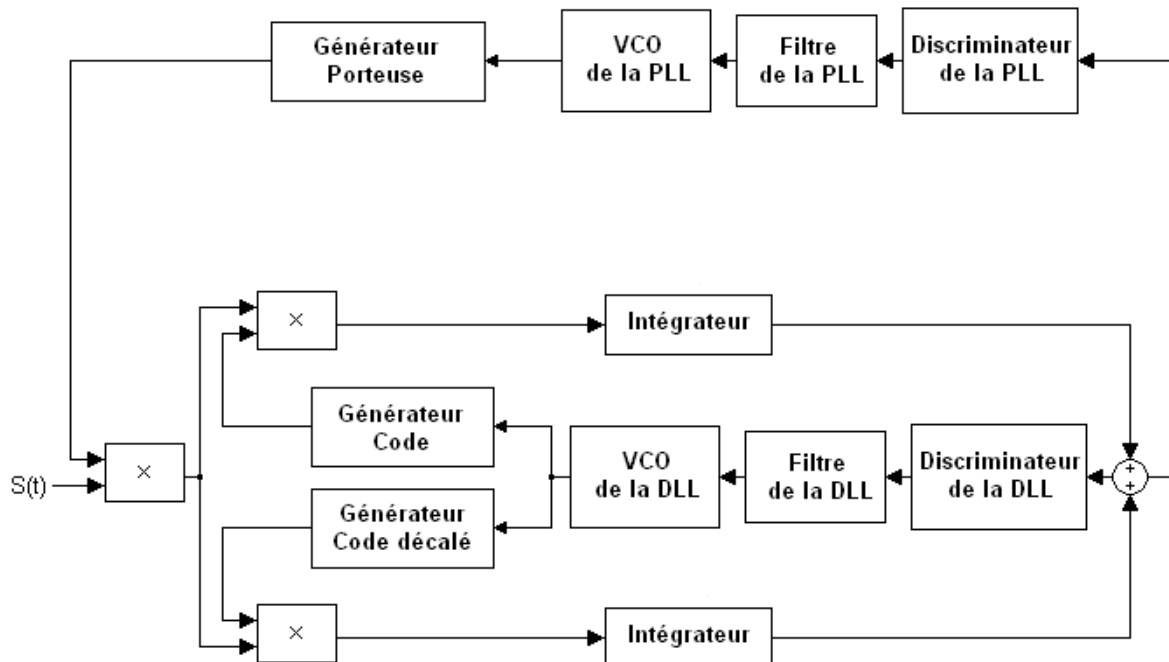 Générateur
Porteuse
VCO
de la PLL
Filtre
de la PLL
Discriminateur
de la PLL
×
Intégrateur
Générateur
Code
VCO
de la DLL
Filtre
de la DLL
Discriminateur
de la DLL
+
+
×
S(t)
Générateur
Code décalé
×
Intégrateur